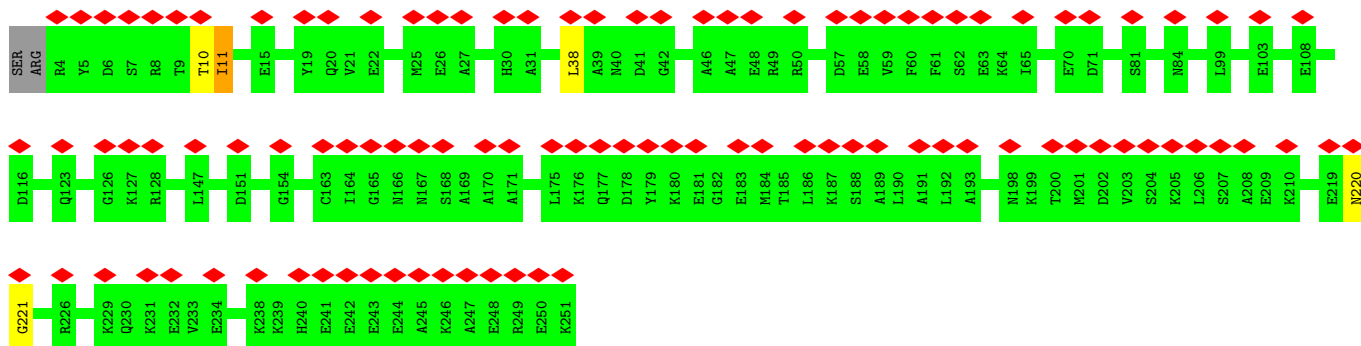 SER ARG R4 Y5 D6 S7 R8 T9 T10 I11 E15 Y19 Q20 V21 E22 M25 E26 A27 H30 A31 L38 A39 N40 D41 G42 A46 A47 E48 R49 R50 D57 E58 V59 F60 F61 S62 E63 K64 I65 E70 D71 S81 N84 L99 E103 E108
D116 Q123 G126 K127 R128 L147 D151 G154 C163 I164 G165 N166 N167 S168 A169 A170 A171 L175 K176 Q177 D178 Y179 K180 E181 G182 E183 M184 T185 L186 K187 S188 A189 L190 A191 L192 A193 N198 K199 T200 M201 D202 V203 S204 K205 L206 S207 A208 E209 K210 E219 N220
G221 R226 K229 Q230 K231 E232 V233 E234 K238 K239 H240 E241 E242 E243 E244 A245 K246 A247 E248 R249 E250 K251